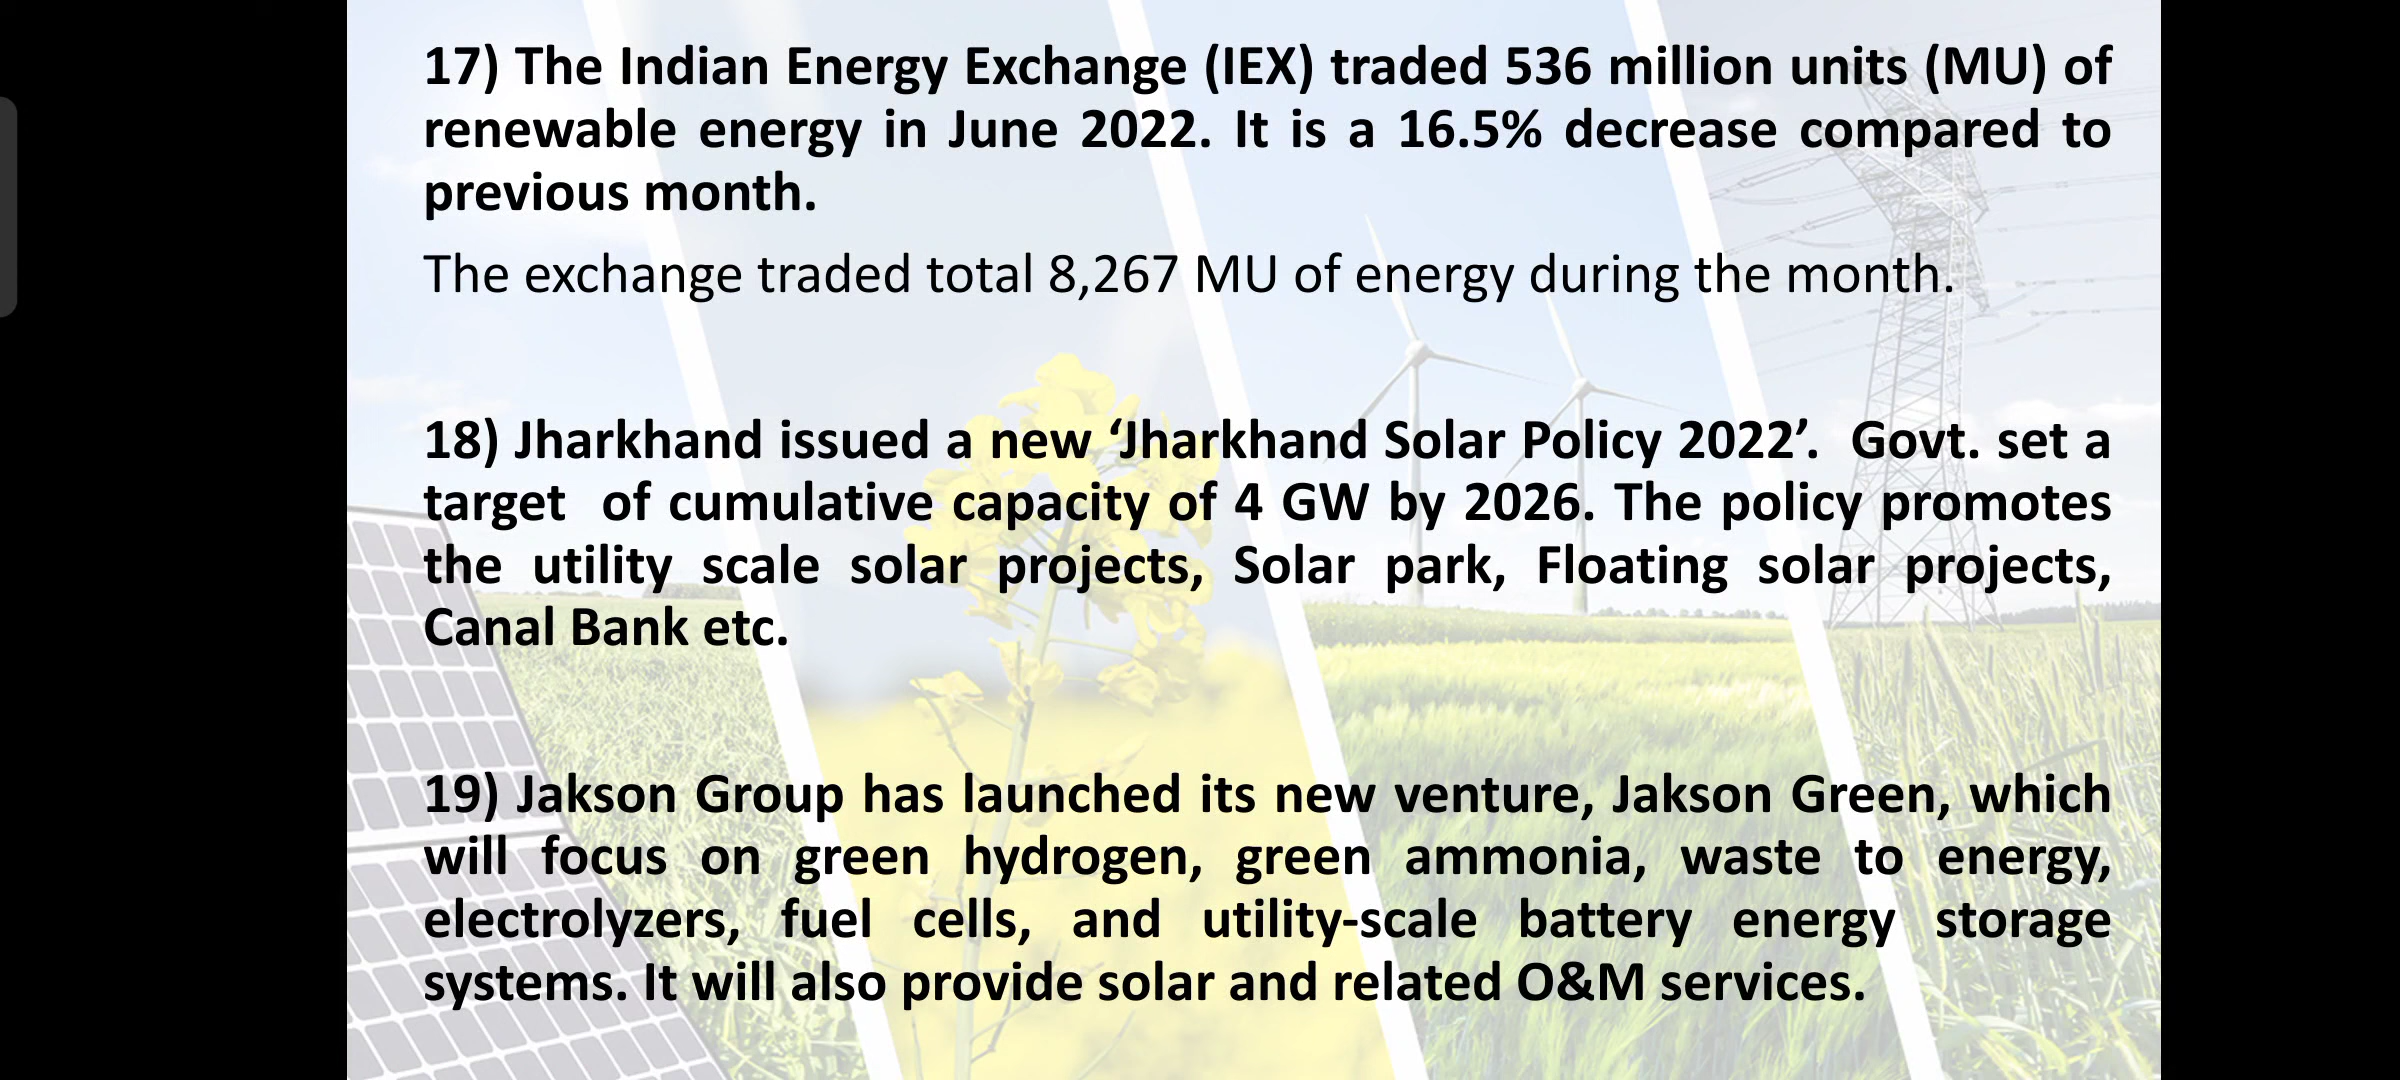 17) The Indian Energy Exchange (IEX) traded 536 million units (MU) of
renewable energy in June 2022. It is a 16.5% decrease compared to
previous month.
The exchange traded total 8,267 MU of energy during the month.
18) Jharkhand issued a new ‘Jharkhand Solar Policy 2022’.  Govt. set a
target  of cumulative capacity of 4 GW by 2026. The policy promotes
the utility scale solar projects, Solar park, Floating solar projects,
Canal Bank etc.
19) Jakson Group has launched its new venture, Jakson Green, which
will focus on green hydrogen, green ammonia, waste to energy,
electrolyzers, fuel cells, and utility-scale battery energy storage
systems. It will also provide solar and related O&M services.